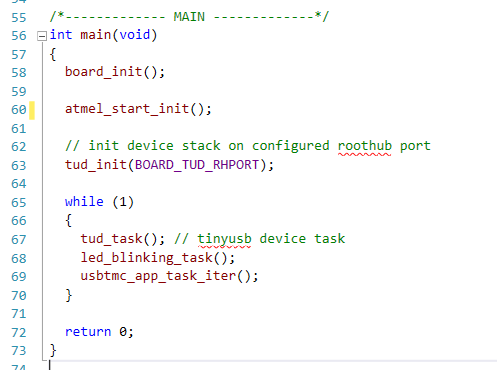 55 /*------------- MAIN -------------*/
56 int main(void)
57 {
58 board_init();
59
60 atmel_start_init();
61
62 // init device stack on configured roothub port
63 tud_init(BOARD_TUD_RHPORT);
64
65 while (1)
66 {
67 tud_task(); // tinyusb device task
68 led_blinking_task();
69 usbtmc_app_task_iter();
70 }
71
72 return 0;
73 }
74